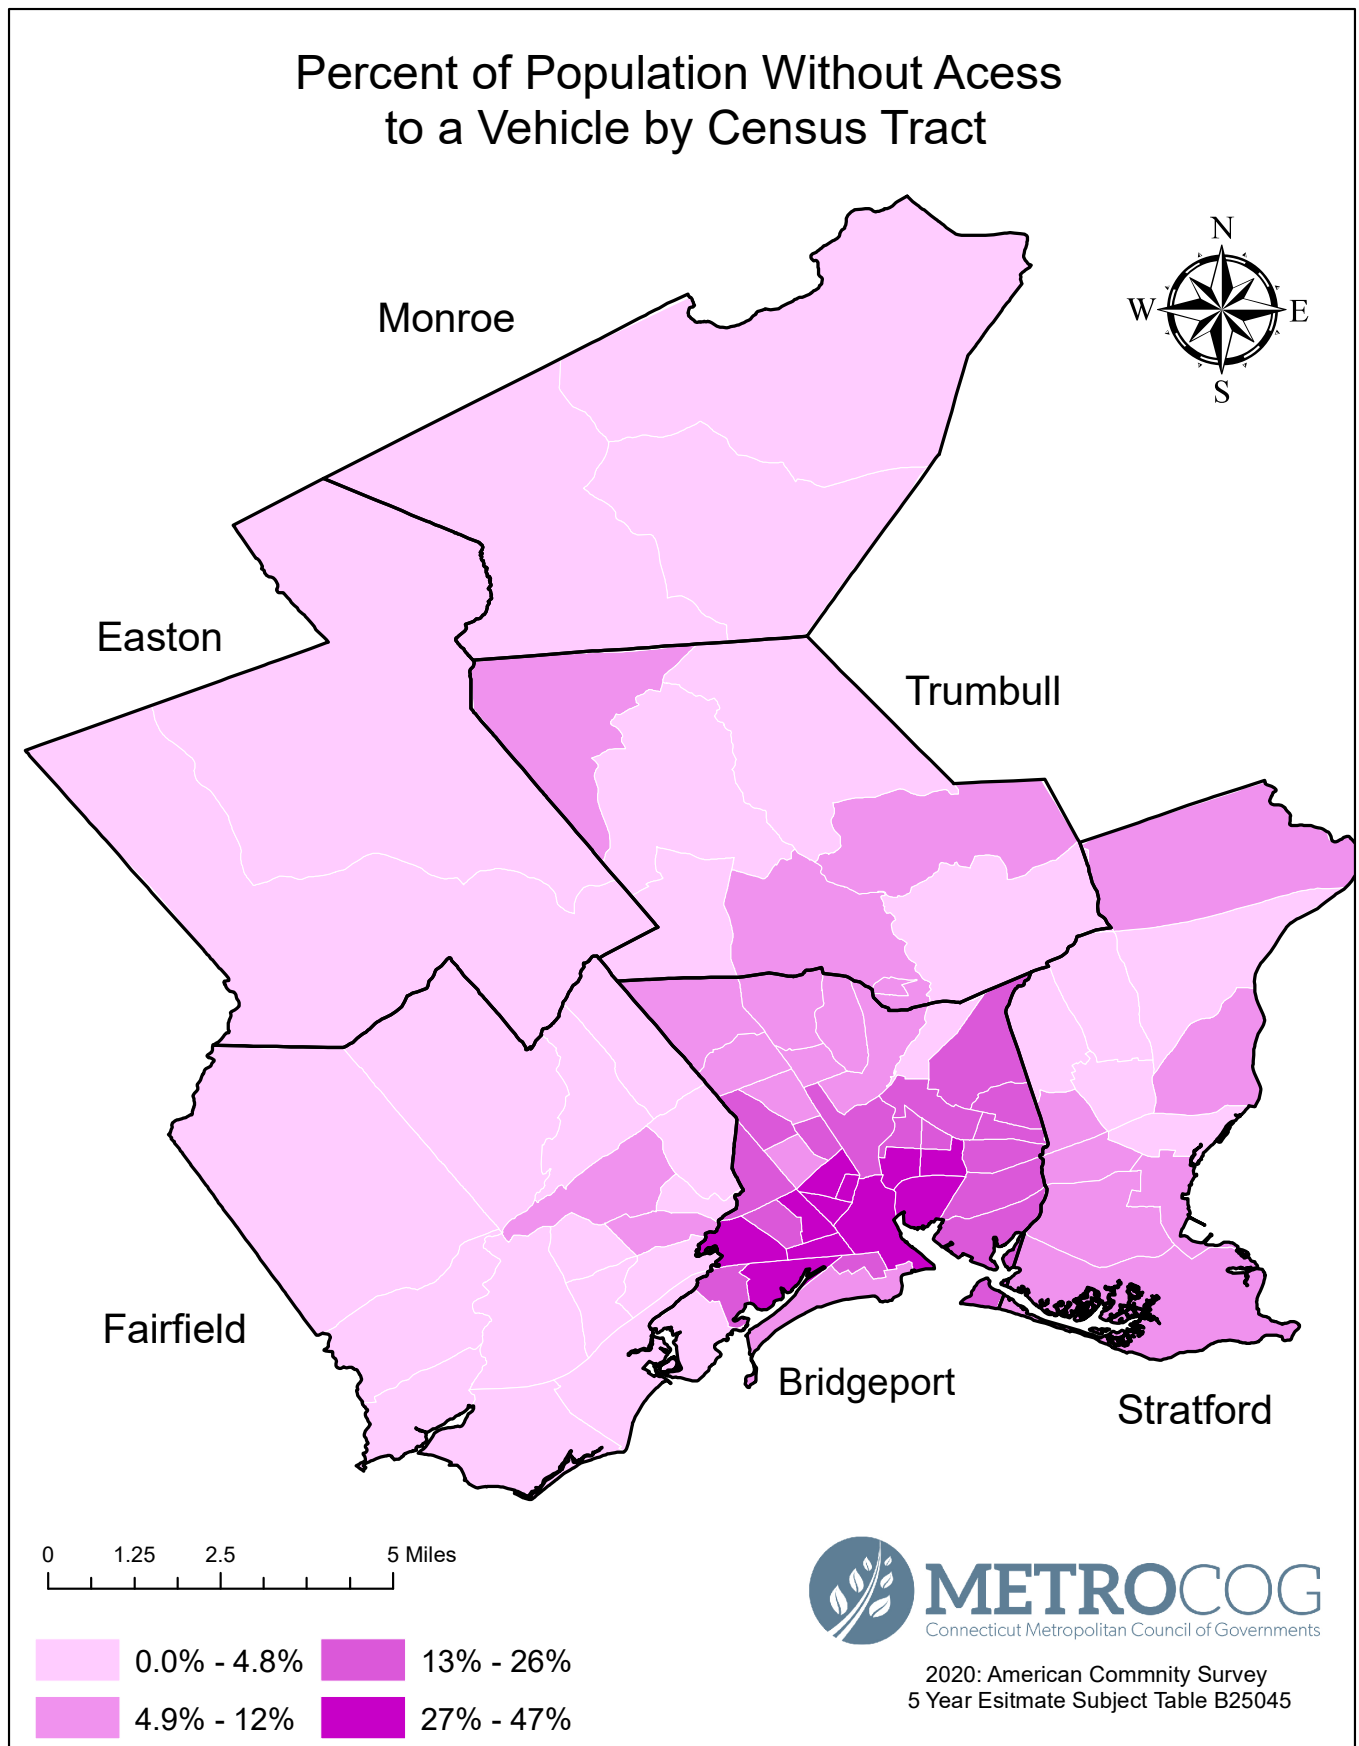 Percent of Population Without Acess
to a Vehicle by Census Tract
N
W
E
S
Monroe
Easton
Trumbull
Fairfield
Bridgeport
Stratford
0 1.25 2.5 5 Miles
METROCOG
Connecticut Metropolitan Council of Governments
0.0% - 4.8%
13% - 26%
4.9% - 12%
27% - 47%
2020: American Commnity Survey
5 Year Esitmate Subject Table B25045